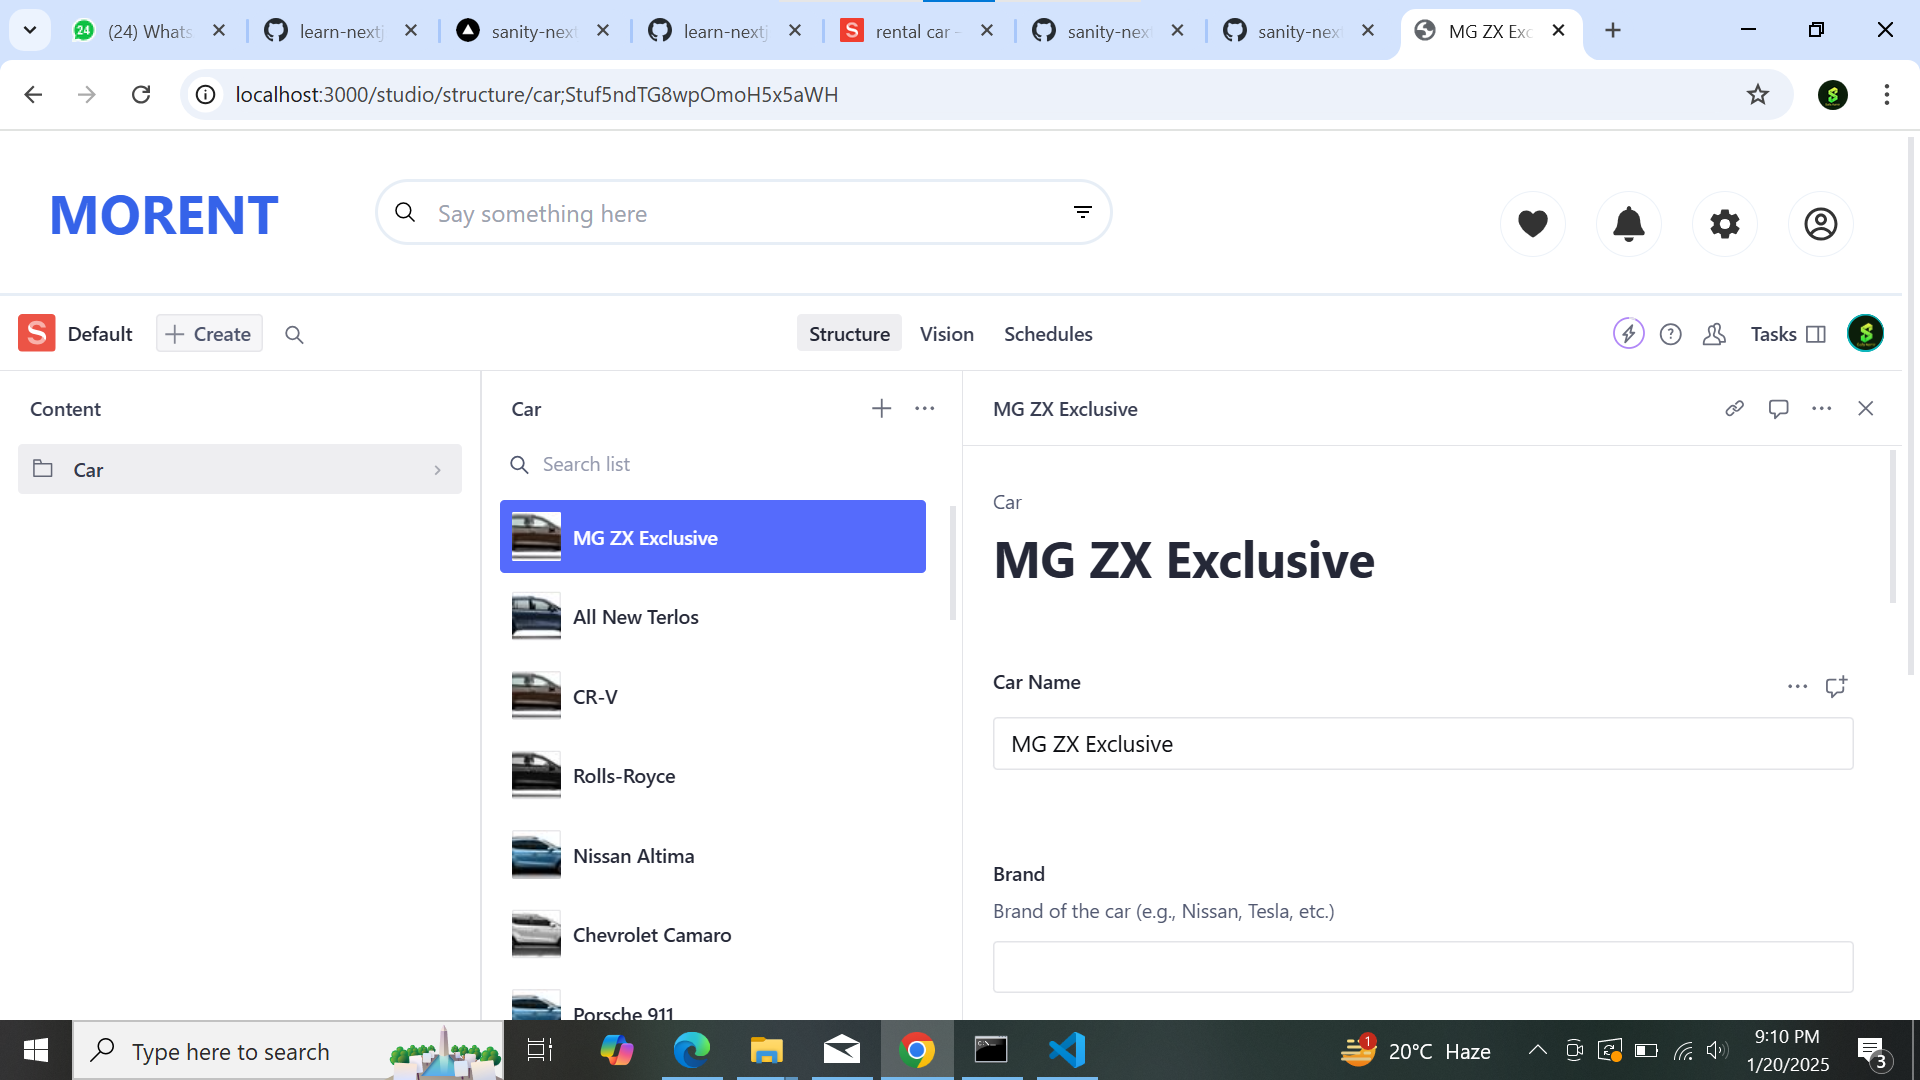 24
(24) Whats
learn-nextj
sanity-next
learn-nextj
rental car -
sanity-next
sanity-nex
MG ZX Exc
localhost:3000/studio/structure/car;Stuf5ndTG8wpOmoH5x5aWH
MORENT
Say something here
S
Default
Create
Structure
Vision
Schedules
Tasks
Content
Car
MG ZX Exclusive
Car
Search list
MG ZX Exclusive
All New Terlos
CR-V
Rolls-Royce
Nissan Altima
Chevrolet Camaro
Porsche 911
Car
MG ZX Exclusive
Car Name
MG ZX Exclusive
Brand
Brand of the car (e.g., Nissan, Tesla, etc.)
Type here to search
1
20°C Haze
9:10 PM
1/20/2025
3